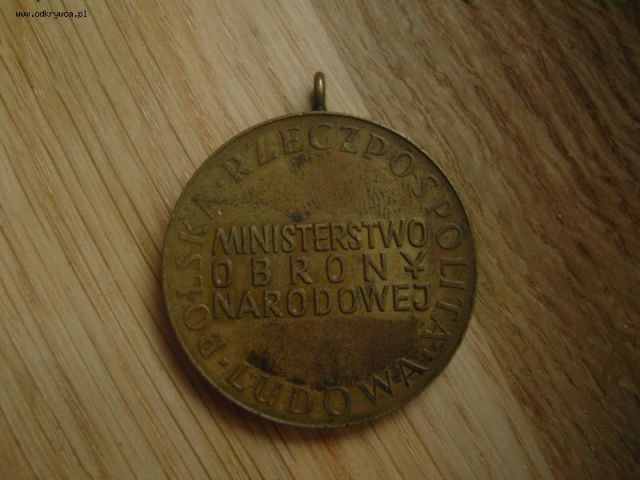 www.odkrywca.pl
POLSKA · RZECZPOSPOLITA · LUDOWA ·
MINISTERSTWO
OBRONY
NARODOWEJ